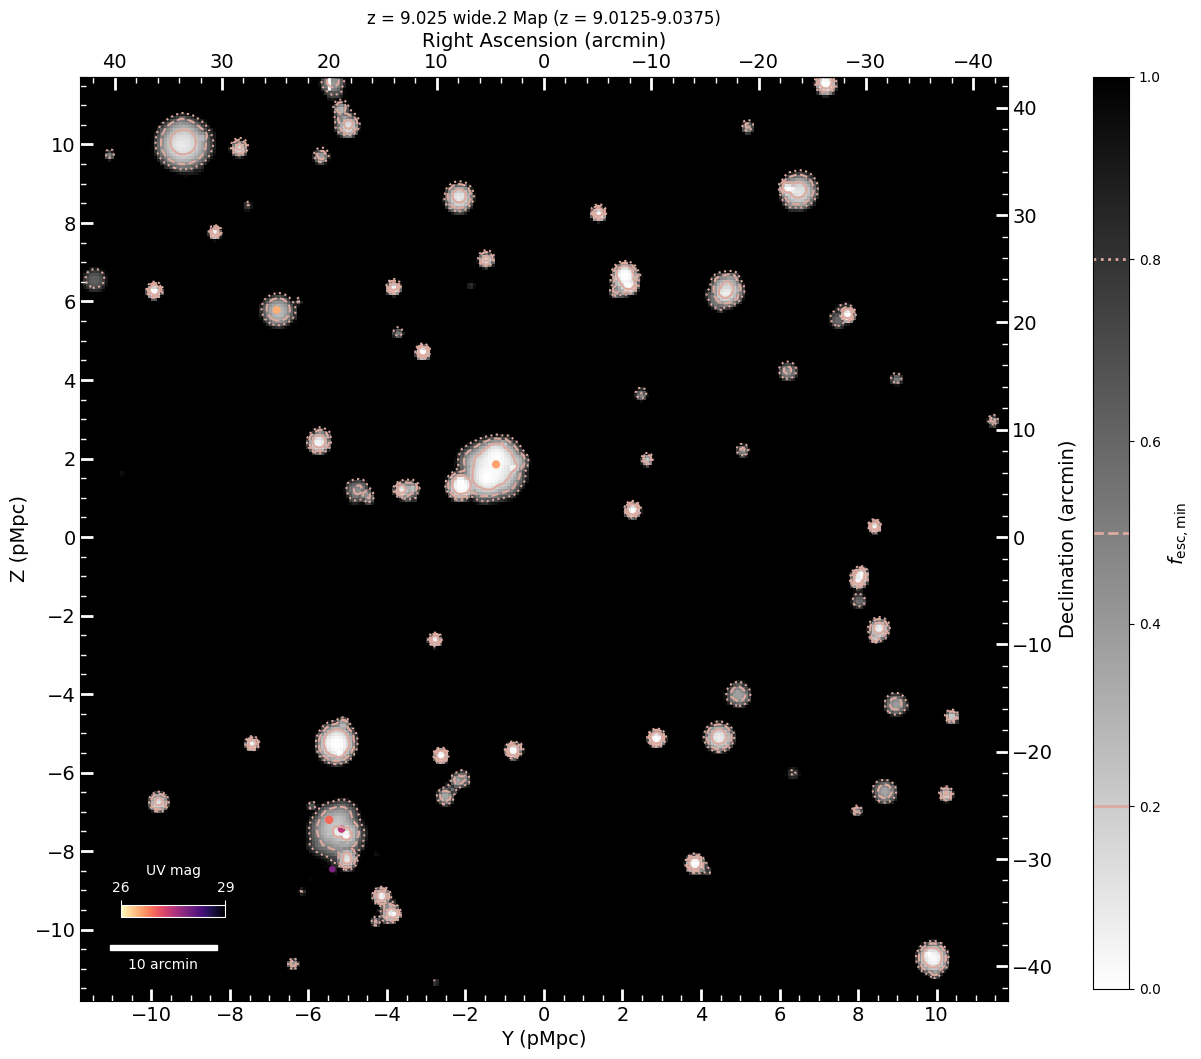 z = 9.025 wide.2 Map (z = 9.0125-9.0375)
Right Ascension (arcmin)
40 30 20 10 0 −10 −20 −30 −40
10
8
6
4
2
0
−2
−4
−6
−8
−10
Z (pMpc)
40
30
20
10
0
−10
−20
−30
−40
Declination (arcmin)
1.0
0.8
0.6
0.4
0.2
0.0
f_esc,min
UV mag
26 29
10 arcmin
−10 −8 −6 −4 −2 0 2 4 6 8 10
Y (pMpc)